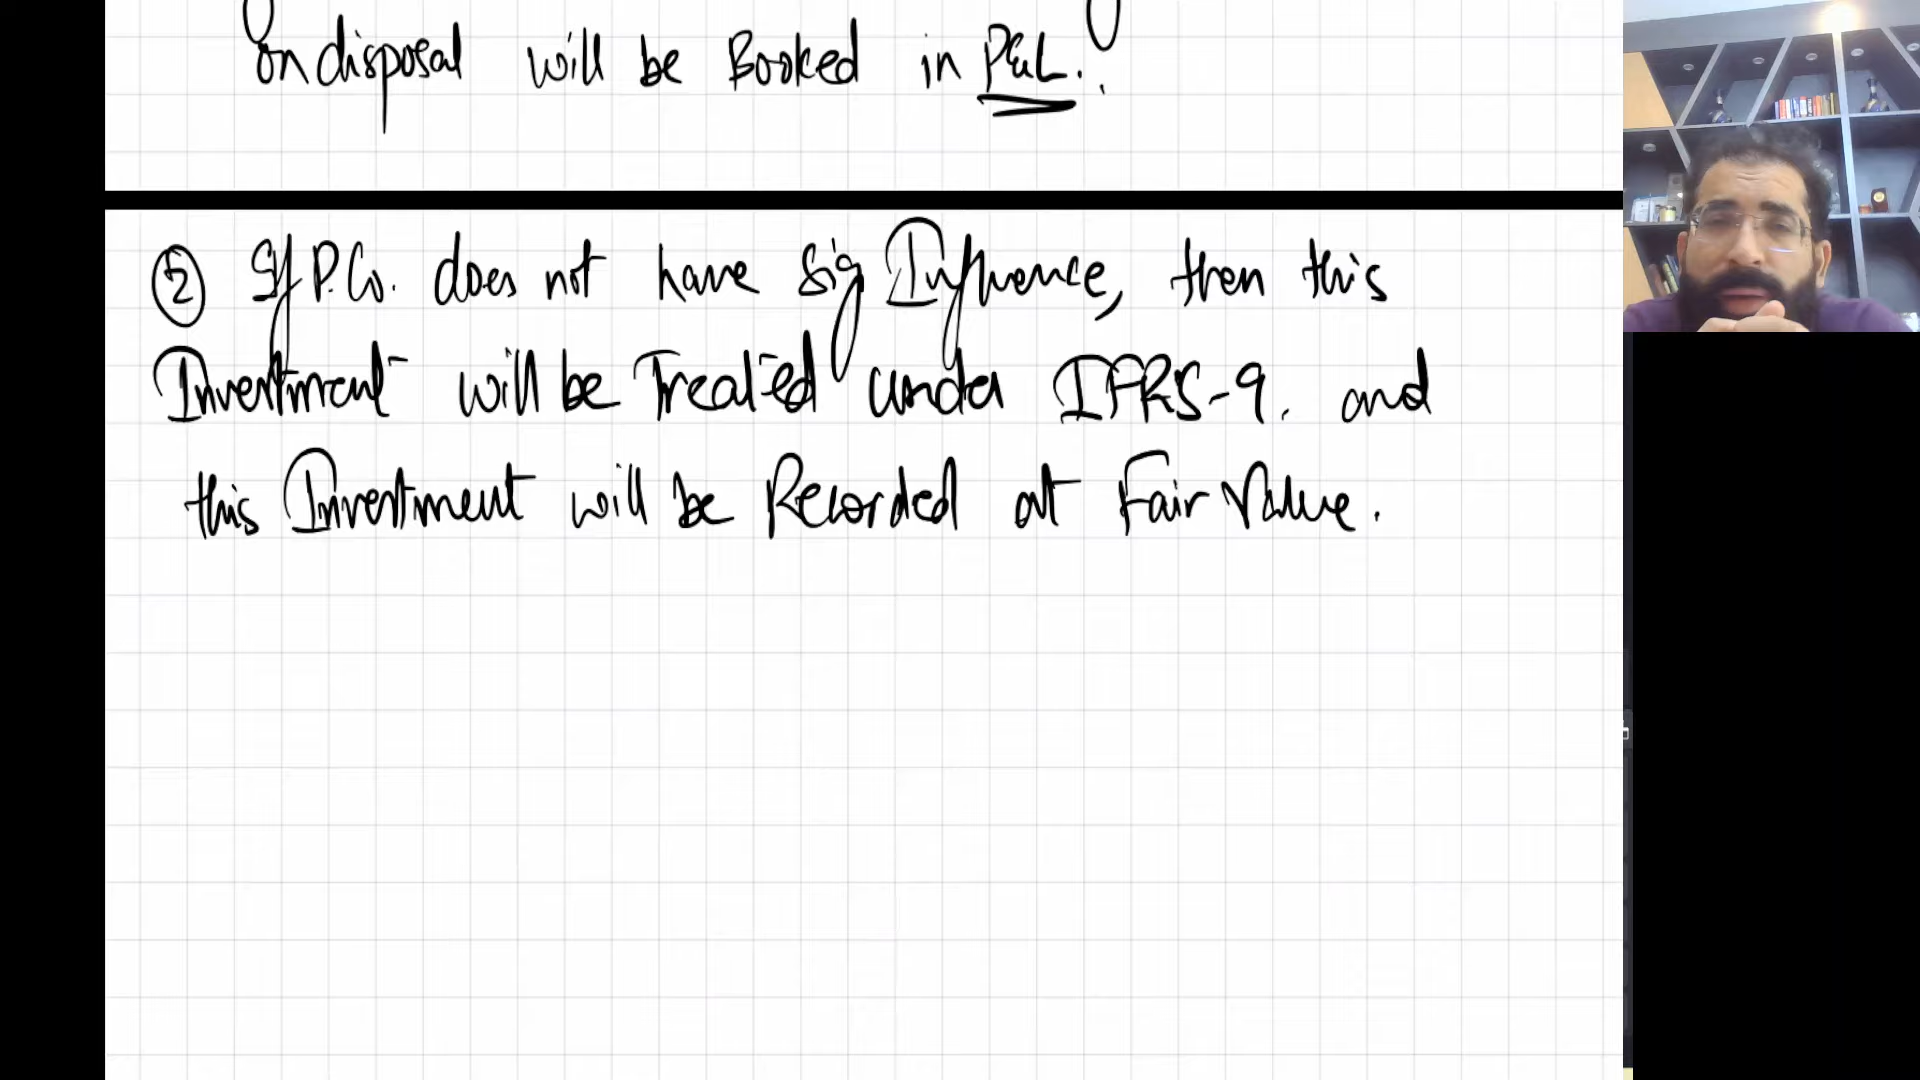 on disposal will be Booked in P&L.
② If P.Co. does not have sig Influence, then this
Investment will be Treated under IFRS-9. and
this Investment will be Recorded at Fair Value.